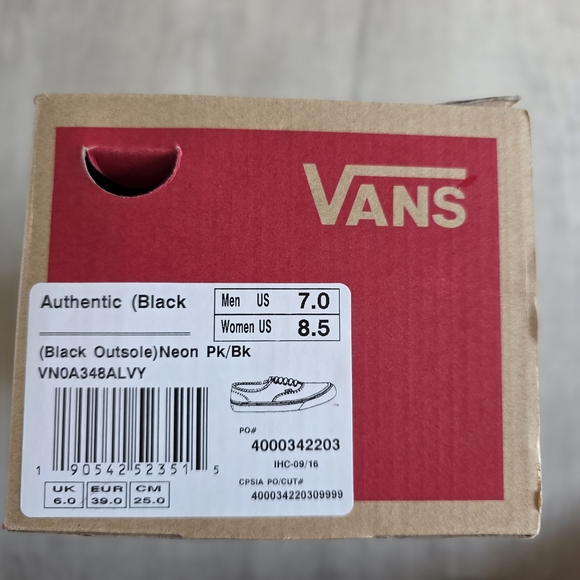 VANS
Authentic (Black
Men US 7.0
Women US 8.5
(Black Outsole)Neon Pk/Bk
VN0A348ALVY
PO#
4000342203
IHC-09/16
CPSIA PO/CUT#
400034220309999
1 90542 52351 5
UK EUR CM
6.0 39.0 25.0